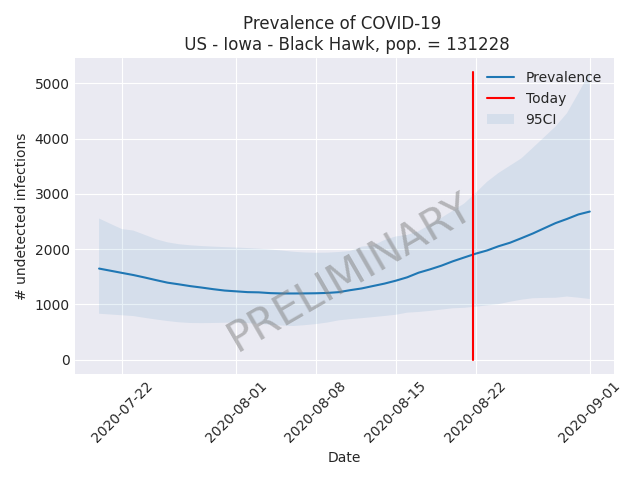 Prevalence of COVID-19
US - Iowa - Black Hawk, pop. = 131228
Prevalence
Today
95CI
# undetected infections
5000
4000
3000
2000
1000
0
PRELIMINARY
2020-07-22
2020-08-01
2020-08-08
2020-08-15
2020-08-22
2020-09-01
Date